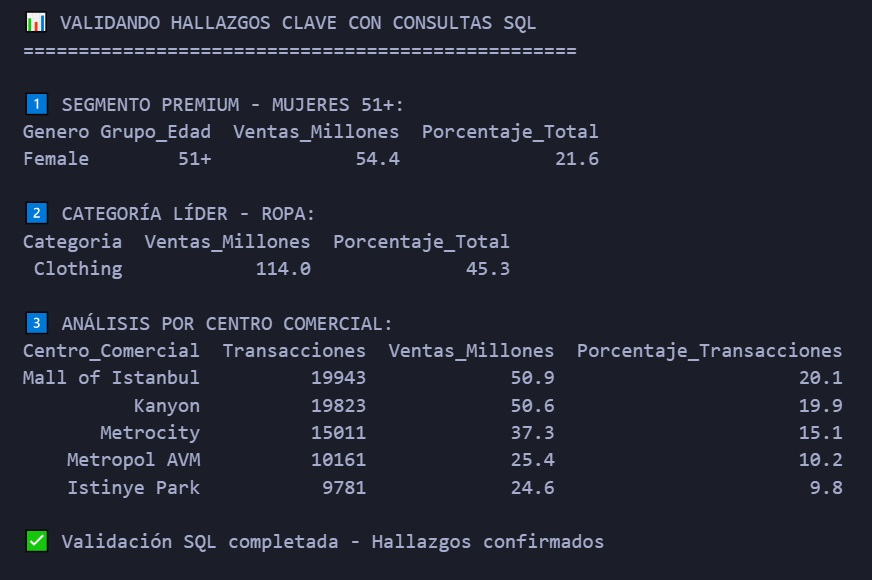 📊 VALIDANDO HALLAZGOS CLAVE CON CONSULTAS SQL
==================================================
1️⃣ SEGMENTO PREMIUM - MUJERES 51+:
Genero Grupo_Edad  Ventas_Millones  Porcentaje_Total
Female        51+             54.4              21.6
2️⃣ CATEGORÍA LÍDER - ROPA:
Categoria  Ventas_Millones  Porcentaje_Total
 Clothing            114.0              45.3
3️⃣ ANÁLISIS POR CENTRO COMERCIAL:
Centro_Comercial  Transacciones  Ventas_Millones  Porcentaje_Transacciones
Mall of Istanbul          19943             50.9                      20.1
          Kanyon          19823             50.6                      19.9
       Metrocity          15011             37.3                      15.1
    Metropol AVM          10161             25.4                      10.2
    Istinye Park           9781             24.6                       9.8
✅ Validación SQL completada - Hallazgos confirmados